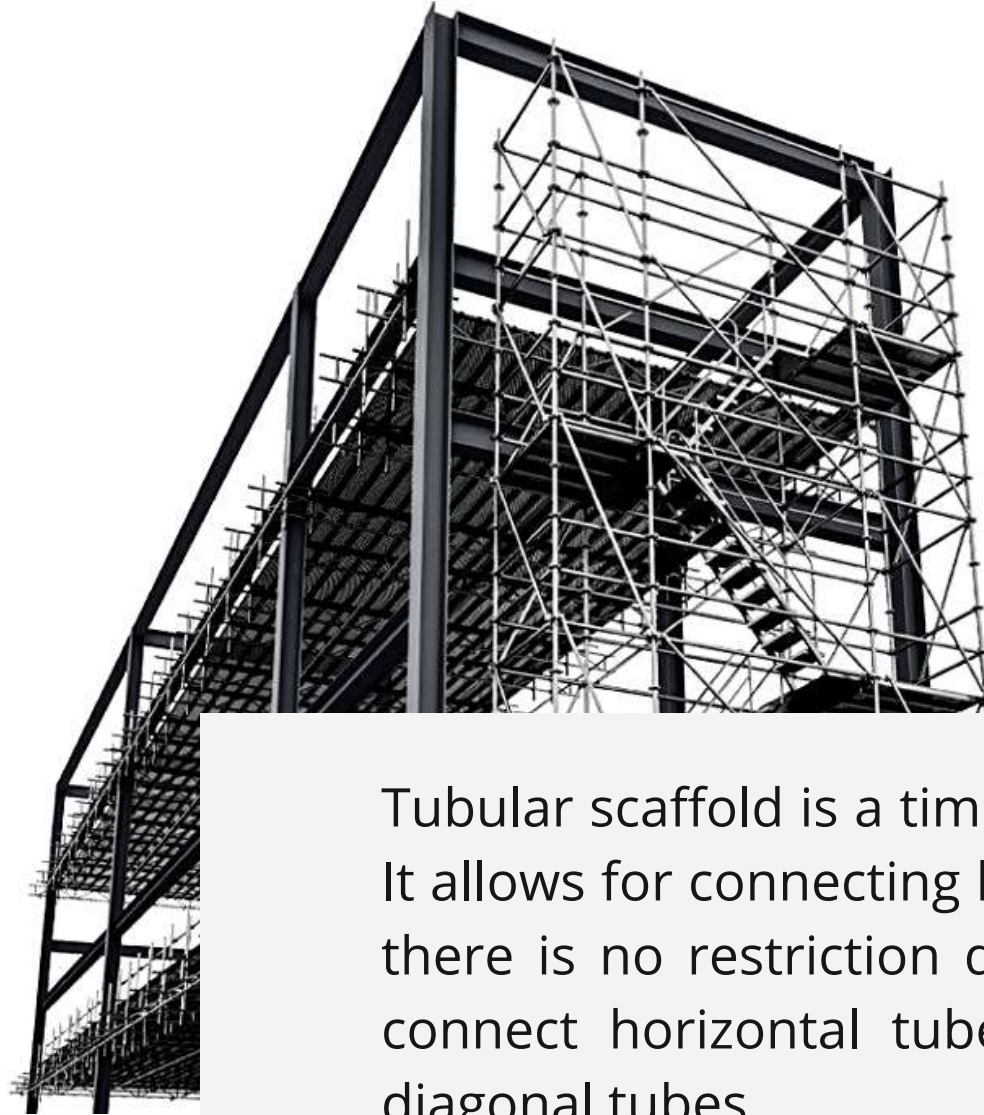 Tubular scaffold is a tim
It allows for connecting
there is no restriction
connect horizontal tube
diagonal tubes